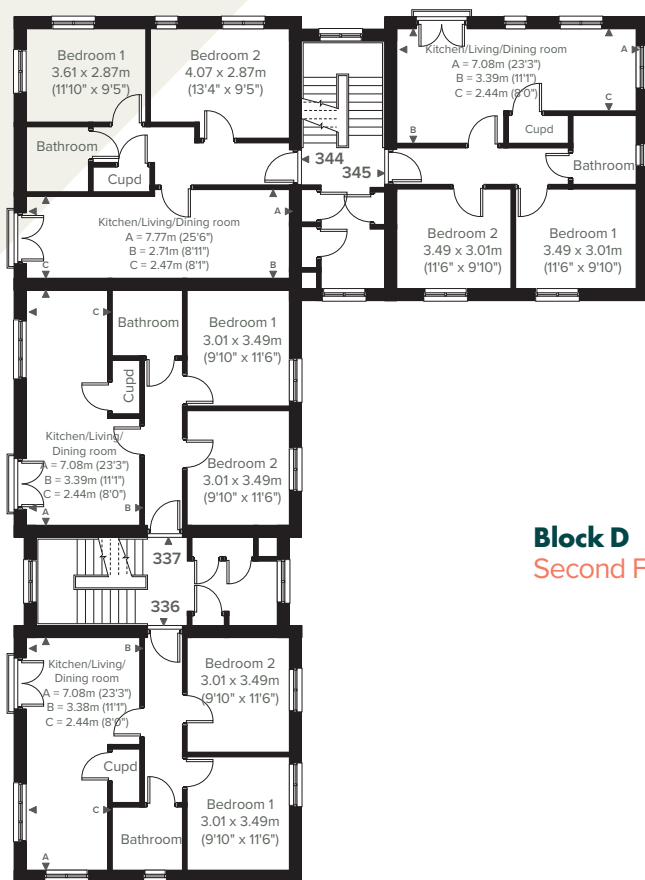 Bedroom 1
3.61 x 2.87m
(11'10" x 9'5")
Bedroom 2
4.07 x 2.87m
(13'4" x 9'5")
Bathroom
Cupd
Kitchen/Living/Dining room
A = 7.77m (25'6")
B = 2.71m (8'11")
C = 2.47m (8'1")
A
B
C
344
345
Kitchen/Living/Dining room
A = 7.08m (23'3")
B = 3.39m (11'1")
C = 2.44m (8'0")
A
B
C
Cupd
Bathroom
Bedroom 2
3.49 x 3.01m
(11'6" x 9'10")
Bedroom 1
3.49 x 3.01m
(11'6" x 9'10")
C
Bathroom
Bedroom 1
3.01 x 3.49m
(9'10" x 11'6")
Cupd
Kitchen/Living/
Dining room
A = 7.08m (23'3")
B = 3.39m (11'1")
C = 2.44m (8'0")
A
B
Bedroom 2
3.01 x 3.49m
(9'10" x 11'6")
337
336
Block D
Second F
A
B
Kitchen/Living/
Dining room
A = 7.08m (23'3")
B = 3.38m (11'1")
C = 2.44m (8'0")
Bedroom 2
3.01 x 3.49m
(9'10" x 11'6")
Cupd
C
Bathroom
Bedroom 1
3.01 x 3.49m
(9'10" x 11'6")
A